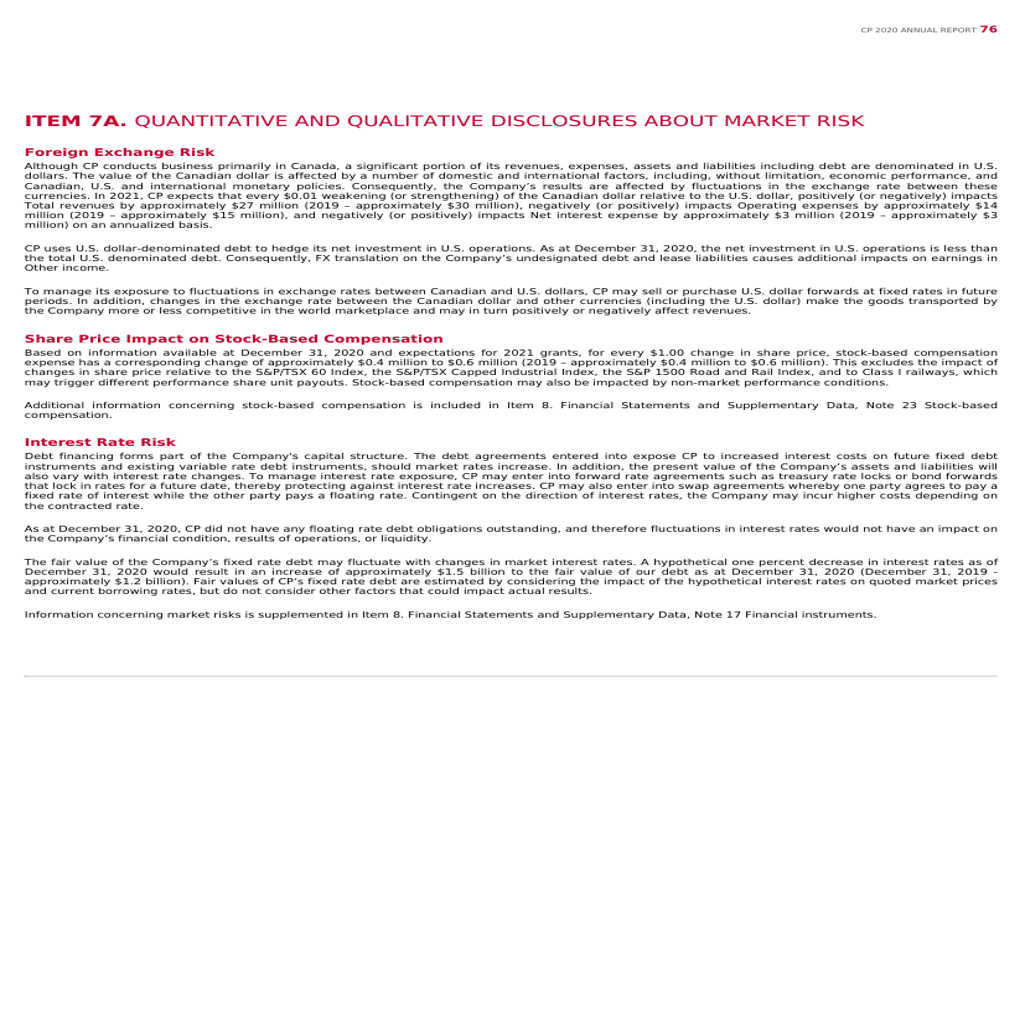 CP 2020 ANNUAL REPORT 76
ITEM 7A. QUANTITATIVE AND QUALITATIVE DISCLOSURES ABOUT MARKET RISK
Foreign Exchange Risk
Although CP conducts business primarily in Canada, a significant portion of its revenues, expenses, assets and liabilities including debt are denominated in U.S.
dollars. The value of the Canadian dollar is affected by a number of domestic and international factors, including, without limitation, economic performance, and
Canadian, U.S. and international monetary policies. Consequently, the Company’s results are affected by fluctuations in the exchange rate between these
currencies. In 2021, CP expects that every $0.01 weakening (or strengthening) of the Canadian dollar relative to the U.S. dollar, positively (or negatively) impacts
Total revenues by approximately $27 million (2019 – approximately $30 million), negatively (or positively) impacts Operating expenses by approximately $14
million (2019 – approximately $15 million), and negatively (or positively) impacts Net interest expense by approximately $3 million (2019 – approximately $3
million) on an annualized basis.
CP uses U.S. dollar-denominated debt to hedge its net investment in U.S. operations. As at December 31, 2020, the net investment in U.S. operations is less than
the total U.S. denominated debt. Consequently, FX translation on the Company’s undesignated debt and lease liabilities causes additional impacts on earnings in
Other income.
To manage its exposure to fluctuations in exchange rates between Canadian and U.S. dollars, CP may sell or purchase U.S. dollar forwards at fixed rates in future
periods. In addition, changes in the exchange rate between the Canadian dollar and other currencies (including the U.S. dollar) make the goods transported by
the Company more or less competitive in the world marketplace and may in turn positively or negatively affect revenues.
Share Price Impact on Stock-Based Compensation
Based on information available at December 31, 2020 and expectations for 2021 grants, for every $1.00 change in share price, stock-based compensation
expense has a corresponding change of approximately $0.4 million to $0.6 million (2019 – approximately $0.4 million to $0.6 million). This excludes the impact of
changes in share price relative to the S&P/TSX 60 Index, the S&P/TSX Capped Industrial Index, the S&P 1500 Road and Rail Index, and to Class I railways, which
may trigger different performance share unit payouts. Stock-based compensation may also be impacted by non-market performance conditions.
Additional information concerning stock-based compensation is included in Item 8. Financial Statements and Supplementary Data, Note 23 Stock-based
compensation.
Interest Rate Risk
Debt financing forms part of the Company's capital structure. The debt agreements entered into expose CP to increased interest costs on future fixed debt
instruments and existing variable rate debt instruments, should market rates increase. In addition, the present value of the Company’s assets and liabilities will
also vary with interest rate changes. To manage interest rate exposure, CP may enter into forward rate agreements such as treasury rate locks or bond forwards
that lock in rates for a future date, thereby protecting against interest rate increases. CP may also enter into swap agreements whereby one party agrees to pay a
fixed rate of interest while the other party pays a floating rate. Contingent on the direction of interest rates, the Company may incur higher costs depending on
the contracted rate.
As at December 31, 2020, CP did not have any floating rate debt obligations outstanding, and therefore fluctuations in interest rates would not have an impact on
the Company’s financial condition, results of operations, or liquidity.
The fair value of the Company’s fixed rate debt may fluctuate with changes in market interest rates. A hypothetical one percent decrease in interest rates as of
December 31, 2020 would result in an increase of approximately $1.5 billion to the fair value of our debt as at December 31, 2020 (December 31, 2019 -
approximately $1.2 billion). Fair values of CP’s fixed rate debt are estimated by considering the impact of the hypothetical interest rates on quoted market prices
and current borrowing rates, but do not consider other factors that could impact actual results.
Information concerning market risks is supplemented in Item 8. Financial Statements and Supplementary Data, Note 17 Financial instruments.